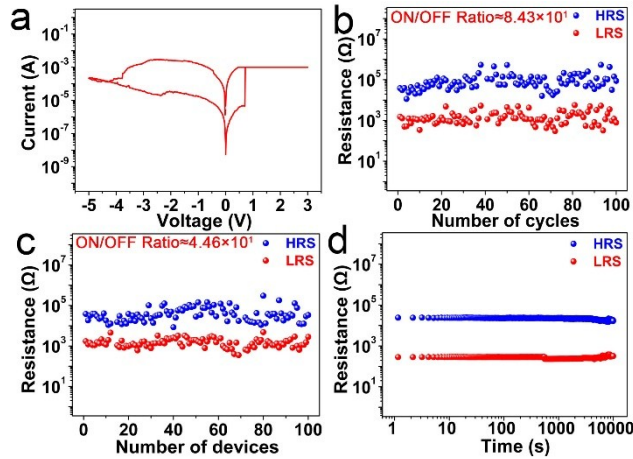 a
Current (A)
10⁻¹
10⁻³
10⁻⁵
10⁻⁷
10⁻⁹
-5 -4 -3 -2 -1 0 1 2 3
Voltage (V)
b
ON/OFF Ratio≈8.43×10¹
HRS
LRS
Resistance (Ω)
10⁷
10⁵
10³
10¹
0 20 40 60 80 100
Number of cycles
c
ON/OFF Ratio≈4.46×10¹
HRS
LRS
Resistance (Ω)
10⁷
10⁵
10³
10¹
0 20 40 60 80 100
Number of devices
d
HRS
LRS
Resistance (Ω)
10⁷
10⁵
10³
10¹
1 10 100 1000 10000
Time (s)